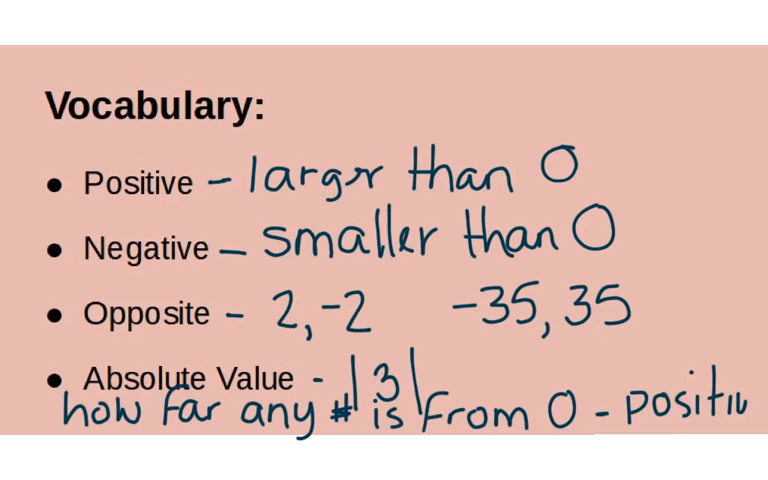 Vocabulary:
● Positive – larger than 0
● Negative – smaller than 0
● Opposite – 2, -2 -35, 35
● Absolute Value - |3|
how far any # is from 0 - positiv